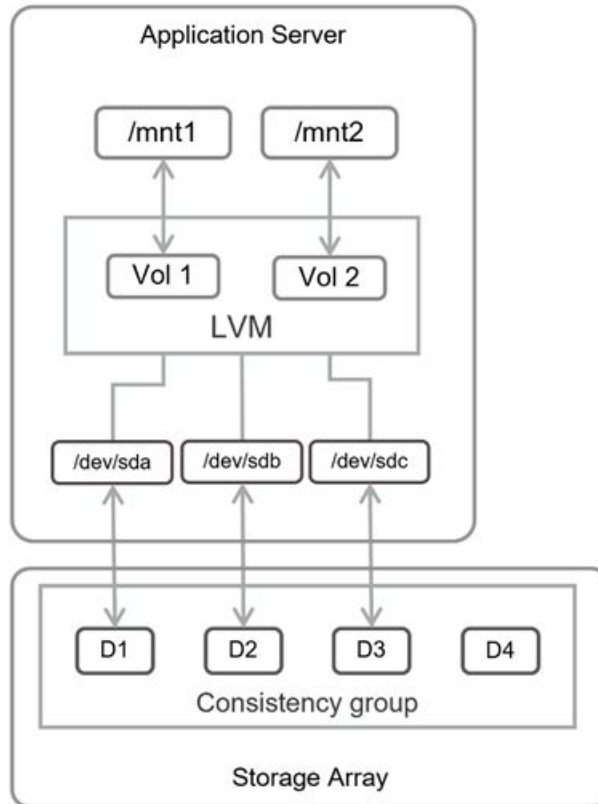 Application Server
/mnt1 /mnt2
Vol 1 Vol 2
LVM
/dev/sda /dev/sdb /dev/sdc
D1 D2 D3 D4
Consistency group
Storage Array